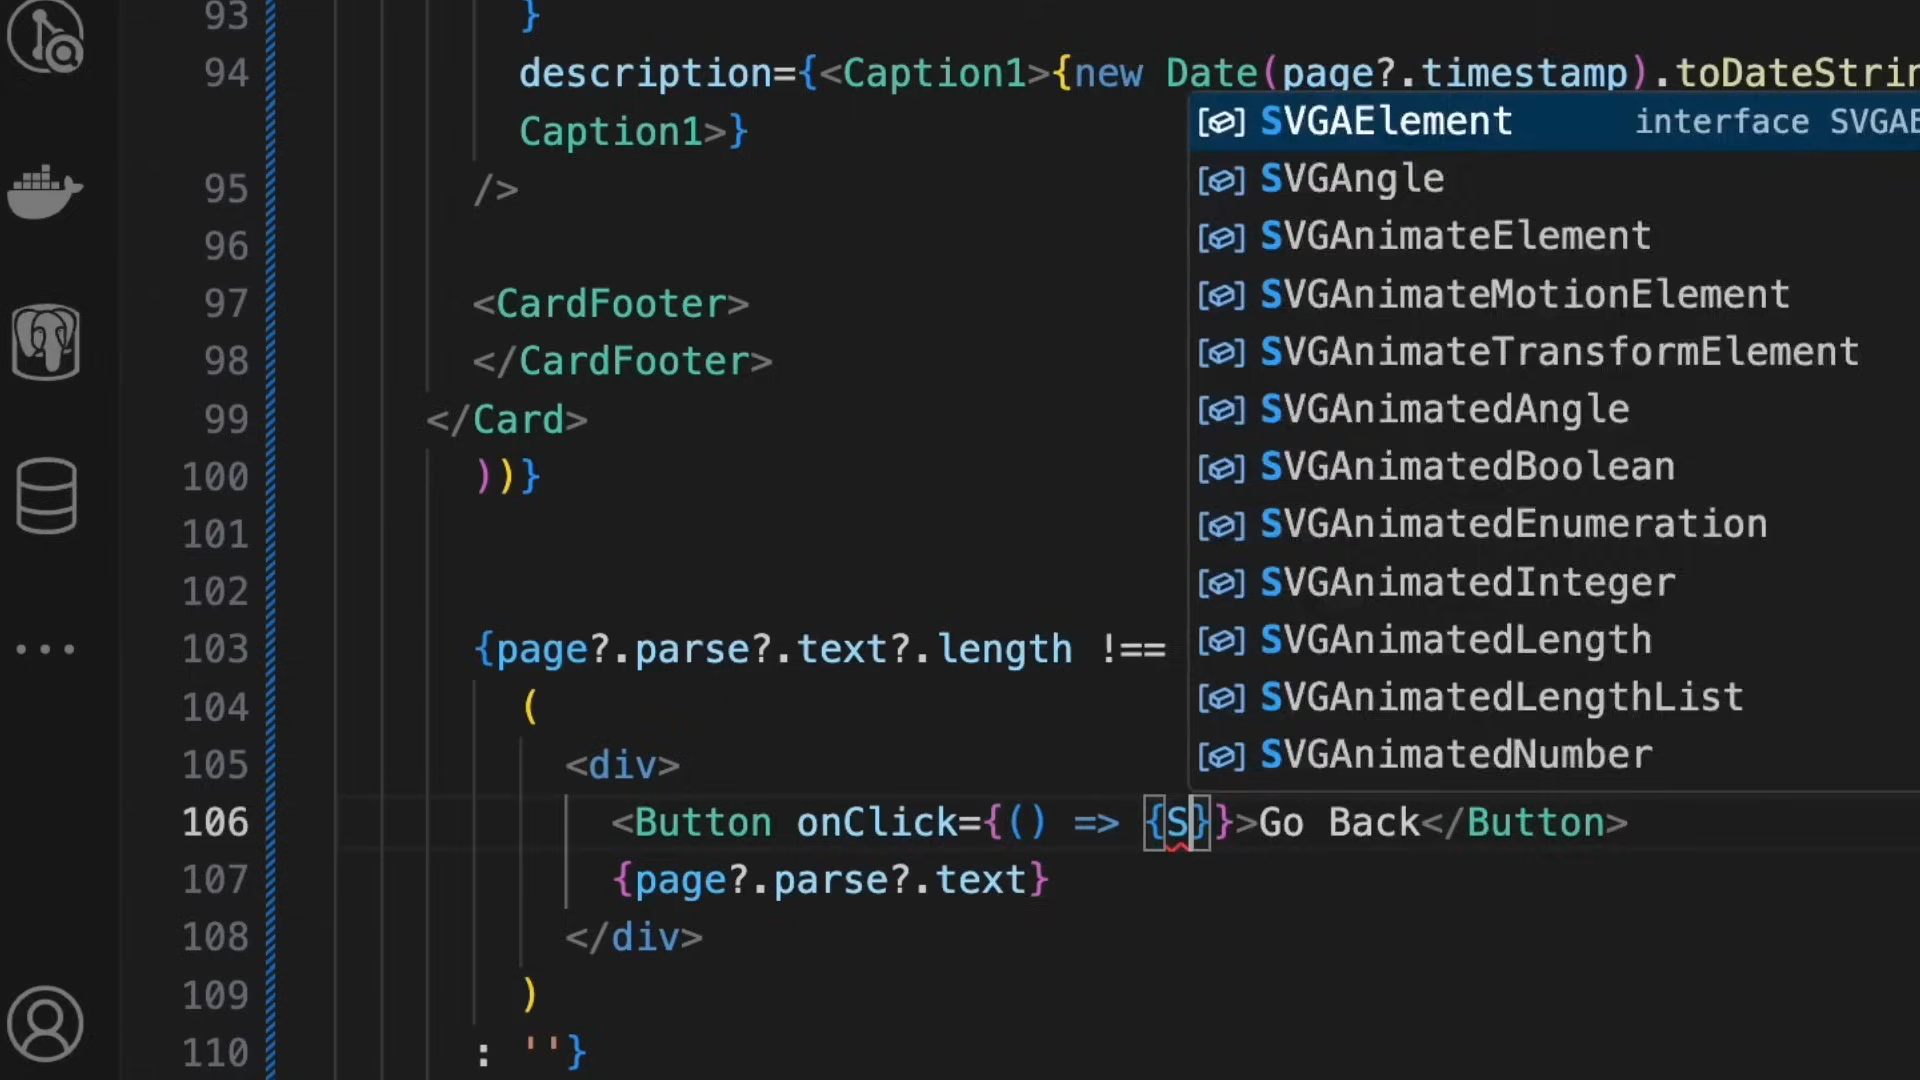 93 }
94 description={<Caption1>{new Date(page?.timestamp).toDateStrin
Caption1>}
95 />
96
97 <CardFooter>
98 </CardFooter>
99 </Card>
100 ))}
101
102
103 {page?.parse?.text?.length !==
104 (
105 <div>
106 <Button onClick={() => {S}}>Go Back</Button>
107 {page?.parse?.text}
108 </div>
109 )
110 : ''}
SVGAElement interface SVGAE
SVGAngle
SVGAnimateElement
SVGAnimateMotionElement
SVGAnimateTransformElement
SVGAnimatedAngle
SVGAnimatedBoolean
SVGAnimatedEnumeration
SVGAnimatedInteger
SVGAnimatedLength
SVGAnimatedLengthList
SVGAnimatedNumber